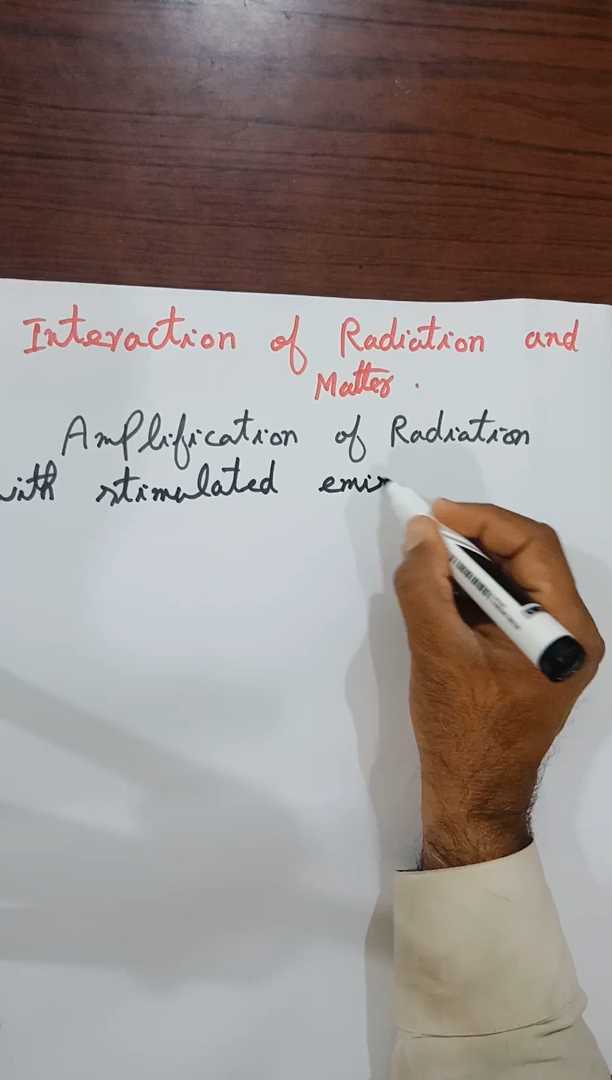 Interaction of Radiation and
Matter.
Amplification of Radiation
with stimulated emis